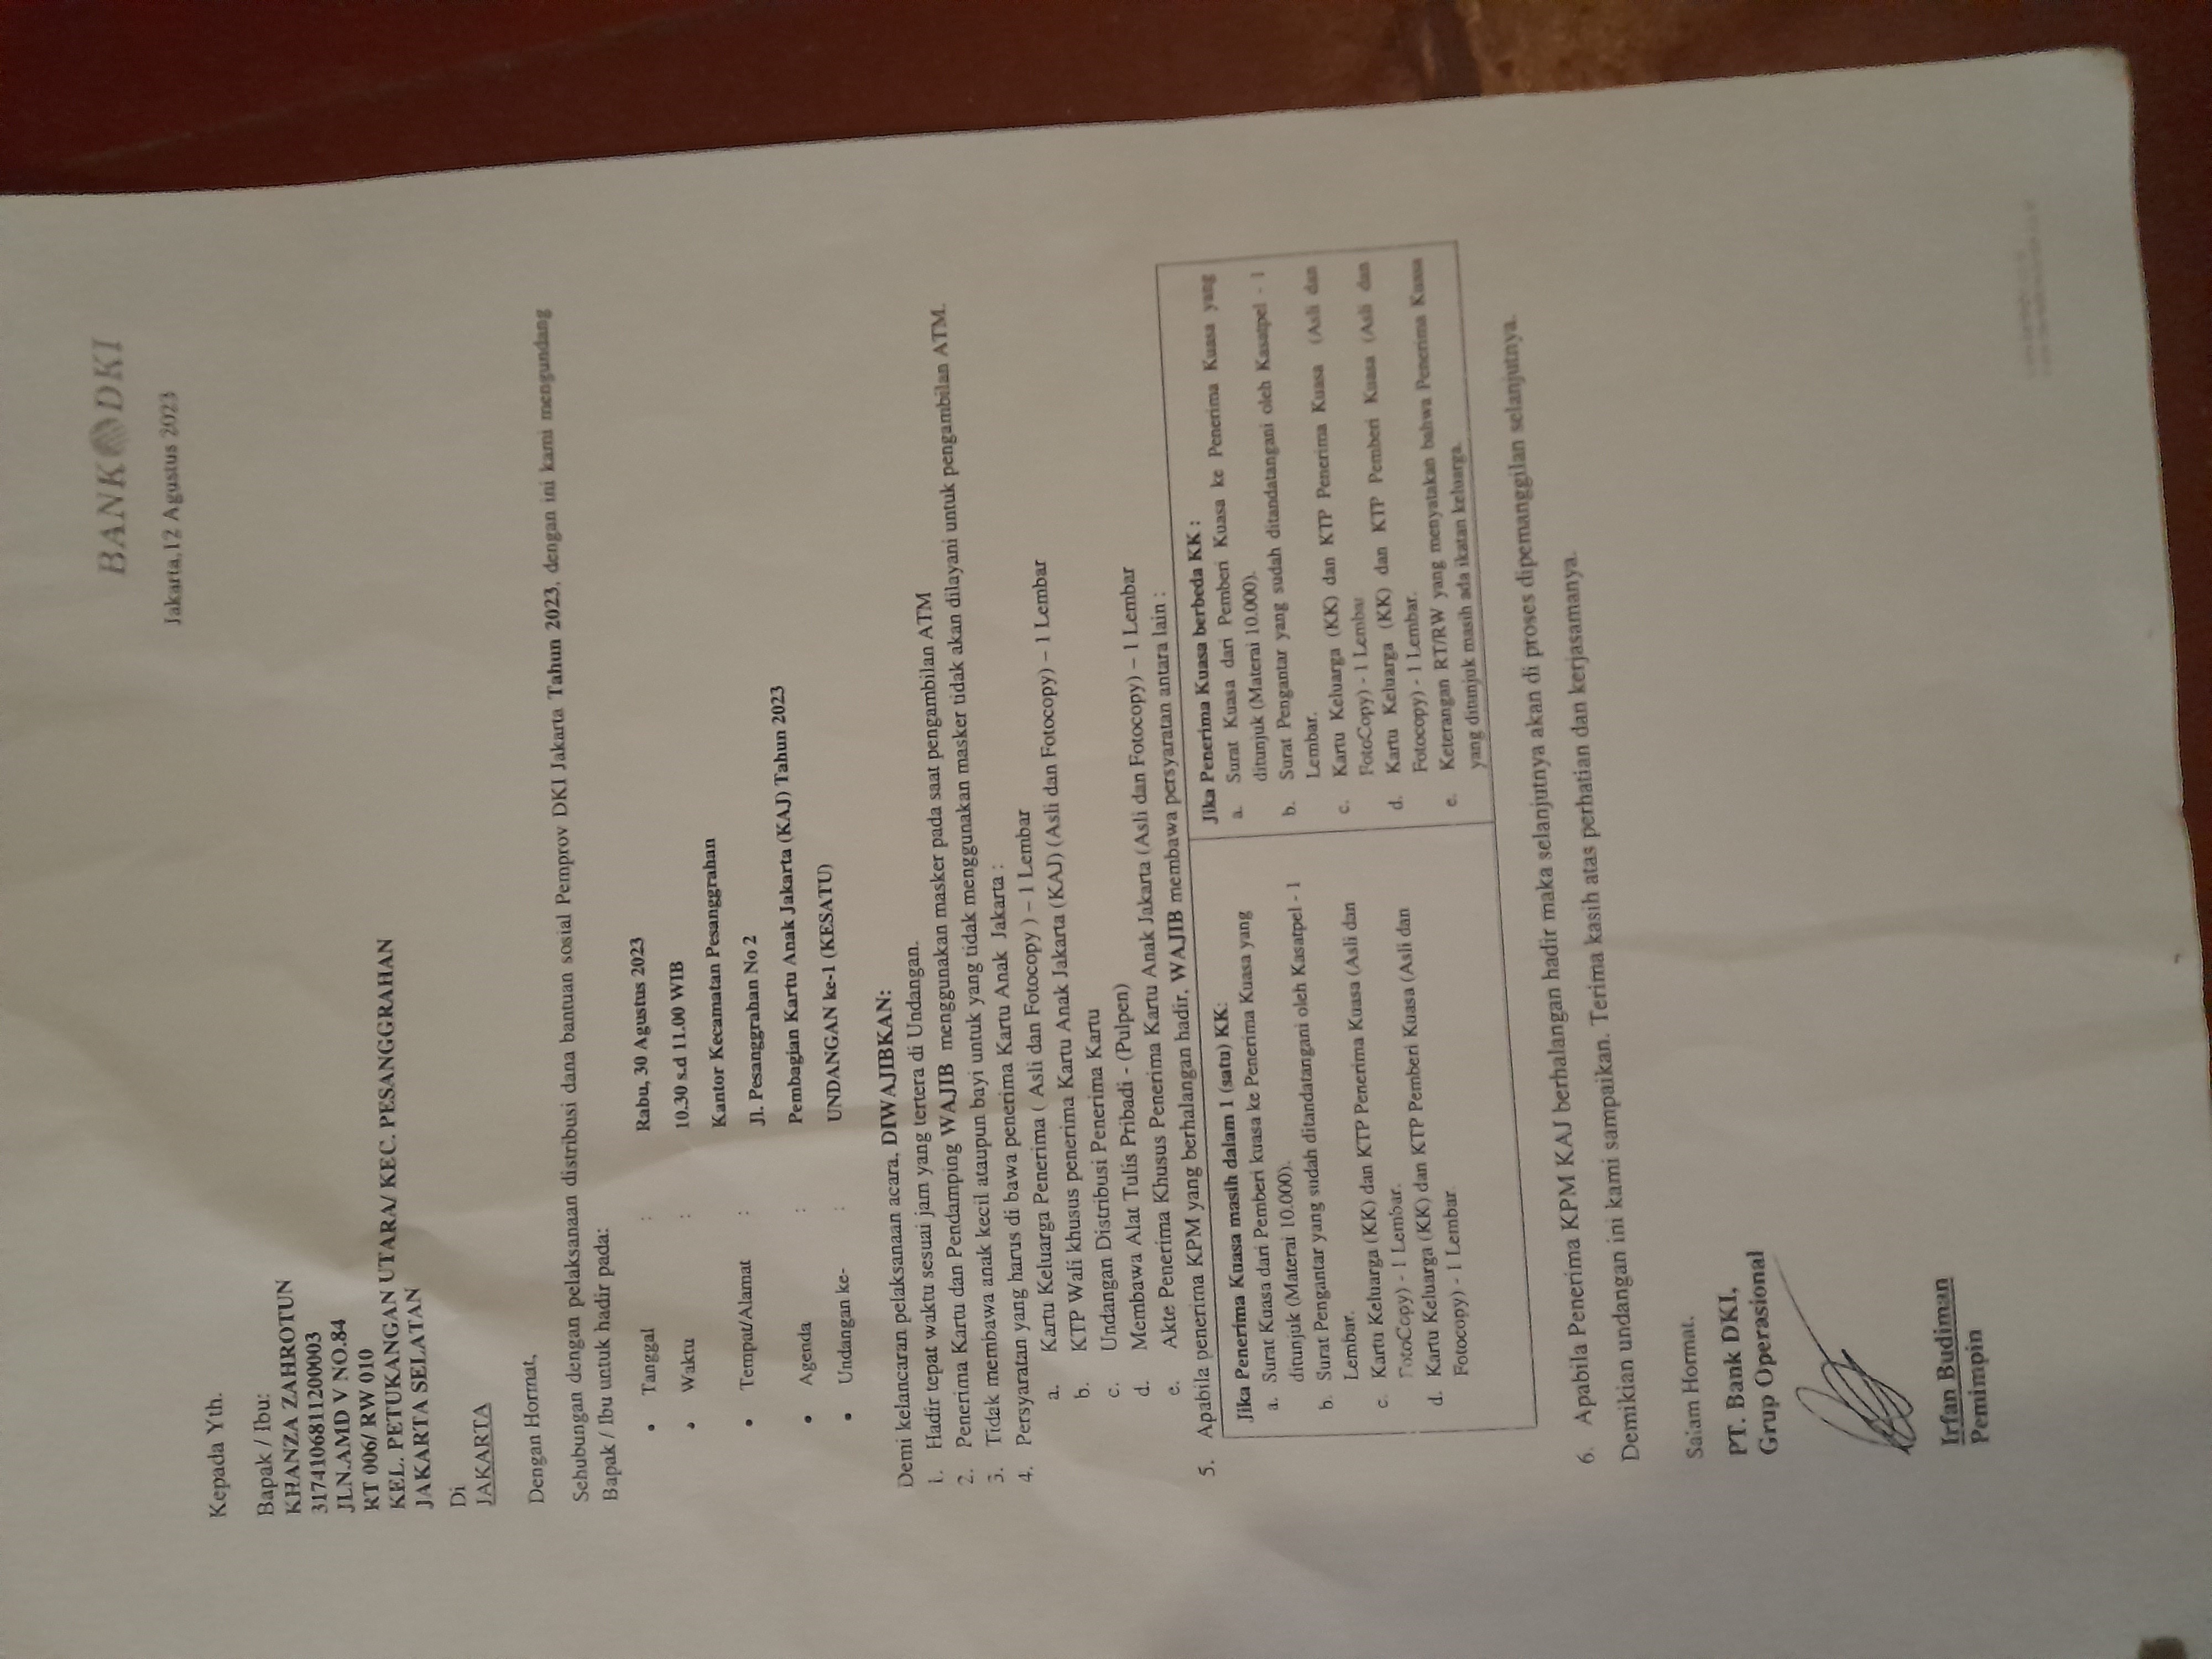 BANK DKI
Jakarta,12 Agustus 2023
Kepada Yth.
Bapak / Ibu:
KHANZA ZAHROTUN
3174106811200003
JLN.AMD V NO.84
RT 006/ RW 010
KEL. PETUKANGAN UTARA/ KEC. PESANGGRAHAN
JAKARTA SELATAN
Di
JAKARTA
Dengan Hormat,
Sehubungan dengan pelaksanaan distribusi dana bantuan sosial Pemprov DKI Jakarta Tahun 2023, dengan ini kami mengundang
Bapak / Ibu untuk hadir pada:
• Tanggal : Rabu, 30 Agustus 2023
• Waktu : 10.30 s.d 11.00 WIB
Kantor Kecamatan Pesanggrahan
• Tempat/Alamat : Jl. Pesanggrahan No 2
• Agenda : Pembagian Kartu Anak Jakarta (KAJ) Tahun 2023
• Undangan ke- : UNDANGAN ke-1 (KESATU)
Demi kelancaran pelaksanaan acara, DIWAJIBKAN:
1. Hadir tepat waktu sesuai jam yang tertera di Undangan.
2. Penerima Kartu dan Pendamping WAJIB menggunakan masker pada saat pengambilan ATM
3. Tidak membawa anak kecil ataupun bayi untuk yang tidak menggunakan masker tidak akan dilayani untuk pengambilan ATM.
4. Persyaratan yang harus di bawa penerima Kartu Anak Jakarta :
a. Kartu Keluarga Penerima ( Asli dan Fotocopy ) – 1 Lembar
b. KTP Wali khusus penerima Kartu Anak Jakarta (KAJ) (Asli dan Fotocopy) – 1 Lembar
c. Undangan Distribusi Penerima Kartu
d. Membawa Alat Tulis Pribadi - (Pulpen)
e. Akte Penerima Khusus Penerima Kartu Anak Jakarta (Asli dan Fotocopy) – 1 Lembar
5. Apabila penerima KPM yang berhalangan hadir, WAJIB membawa persyaratan antara lain :
Jika Penerima Kuasa masih dalam 1 (satu) KK:
a. Surat Kuasa dari Pemberi kuasa ke Penerima Kuasa yang
ditunjuk (Materai 10.000).
b. Surat Pengantar yang sudah ditandatangani oleh Kasatpel - 1
Lembar.
c. Kartu Keluarga (KK) dan KTP Penerima Kuasa (Asli dan
FotoCopy) - 1 Lembar.
d. Kartu Keluarga (KK) dan KTP Pemberi Kuasa (Asli dan
Fotocopy) - 1 Lembar.
Jika Penerima Kuasa berbeda KK :
a. Surat Kuasa dari Pemberi Kuasa ke Penerima Kuasa yang
ditunjuk (Materai 10.000).
b. Surat Pengantar yang sudah ditandatangani oleh Kasatpel - 1
Lembar.
c. Kartu Keluarga (KK) dan KTP Penerima Kuasa (Asli dan
FotoCopy) - 1 Lembar
d. Kartu Keluarga (KK) dan KTP Pemberi Kuasa (Asli dan
Fotocopy) - 1 Lembar.
e. Keterangan RT/RW yang menyatakan bahwa Penerima Kuasa
yang ditunjuk masih ada ikatan keluarga.
6. Apabila Penerima KPM KAJ berhalangan hadir maka selanjutnya akan di proses dipemanggilan selanjutnya.
Demikian undangan ini kami sampaikan. Terima kasih atas perhatian dan kerjasamanya.
Salam Hormat,
PT. Bank DKI,
Grup Operasional
Irfan Budiman
Pemimpin